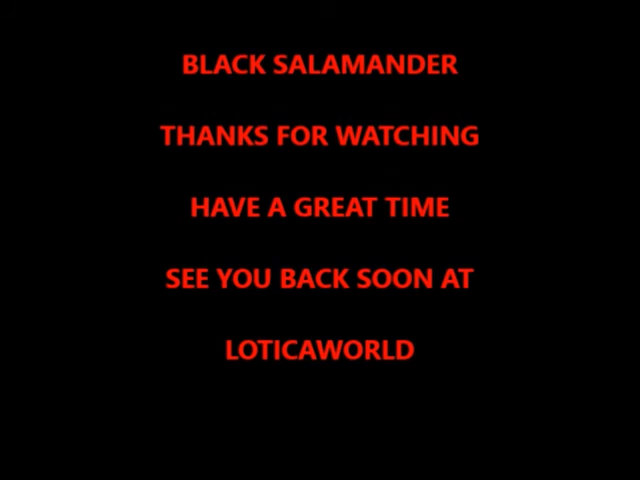 BLACK SALAMANDER
THANKS FOR WATCHING
HAVE A GREAT TIME
SEE YOU BACK SOON AT
LOTICAWORLD